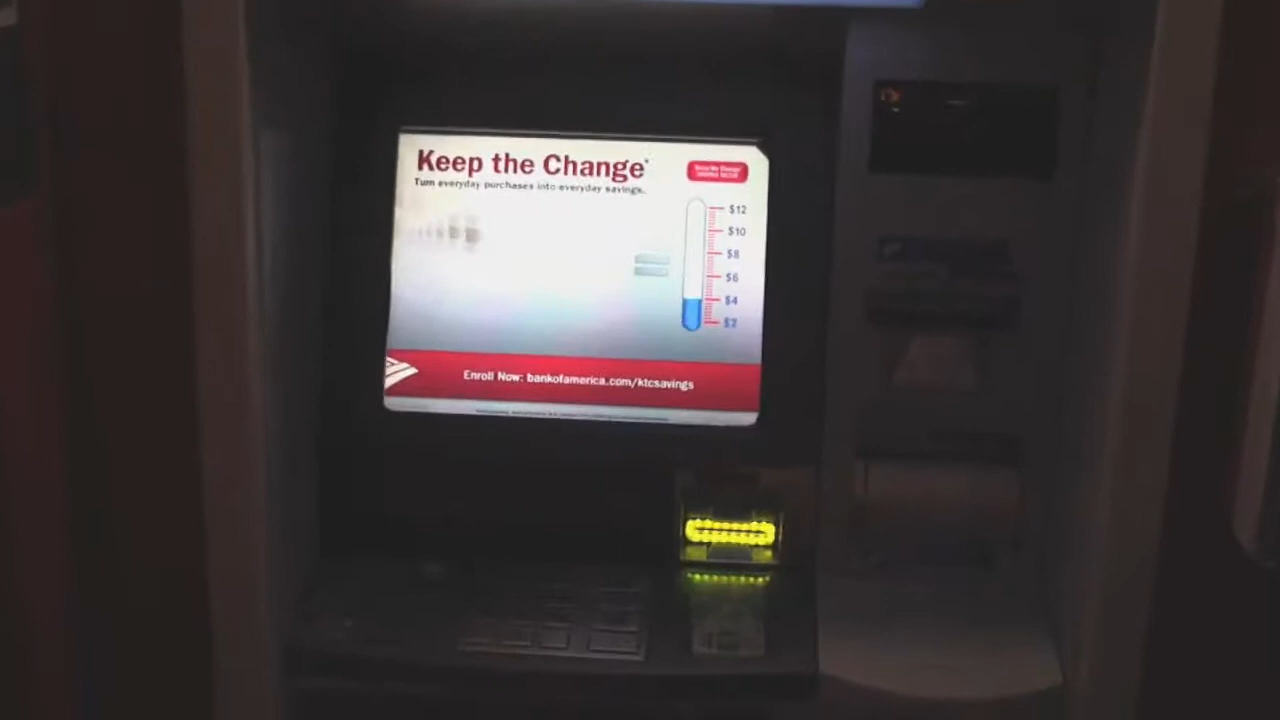 Keep the Change*
Turn everyday purchases into everyday savings.
$12
$10
$8
$6
$4
$2
Enroll Now: bankofamerica.com/ktcsavings